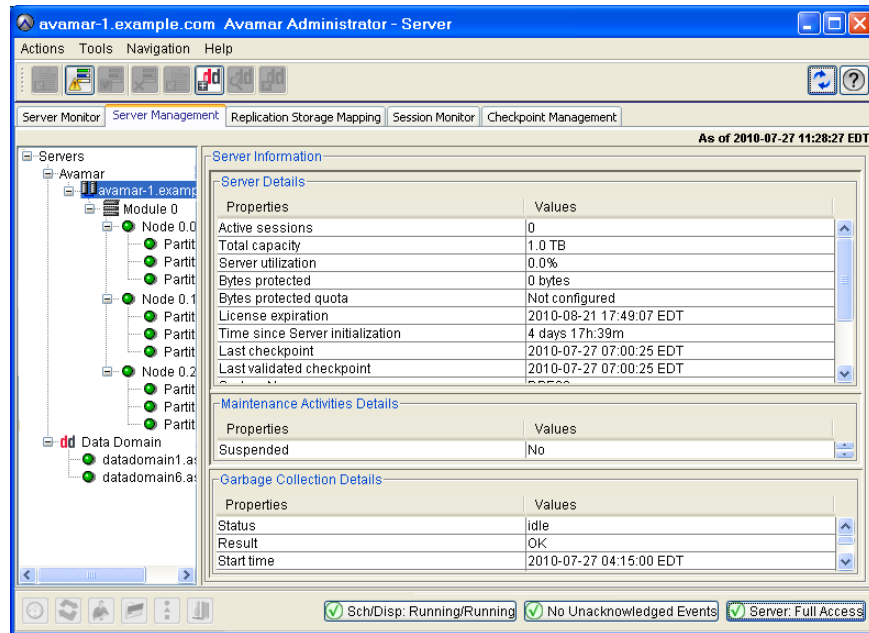 avamar-1.example.com Avamar Administrator - Server
Actions Tools Navigation Help
dd dd dd
Server Monitor Server Management Replication Storage Mapping Session Monitor Checkpoint Management
As of 2010-07-27 11:28:27 EDT
Servers
Avamar
avamar-1.examp
Module 0
Node 0.0
Partit
Partit
Partit
Node 0.1
Partit
Partit
Partit
Node 0.2
Partit
Partit
Partit
dd Data Domain
datadomain1.as
datadomain6.as
Server Information
Server Details
Properties Values
Active sessions 0
Total capacity 1.0 TB
Server utilization 0.0%
Bytes protected 0 bytes
Bytes protected quota Not configured
License expiration 2010-08-21 17:49:07 EDT
Time since Server initialization 4 days 17h:39m
Last checkpoint 2010-07-27 07:00:25 EDT
Last validated checkpoint 2010-07-27 07:00:25 EDT
Maintenance Activities Details
Properties Values
Suspended No
Garbage Collection Details
Properties Values
Status idle
Result OK
Start time 2010-07-27 04:15:00 EDT
Sch/Disp: Running/Running No Unacknowledged Events Server: Full Access